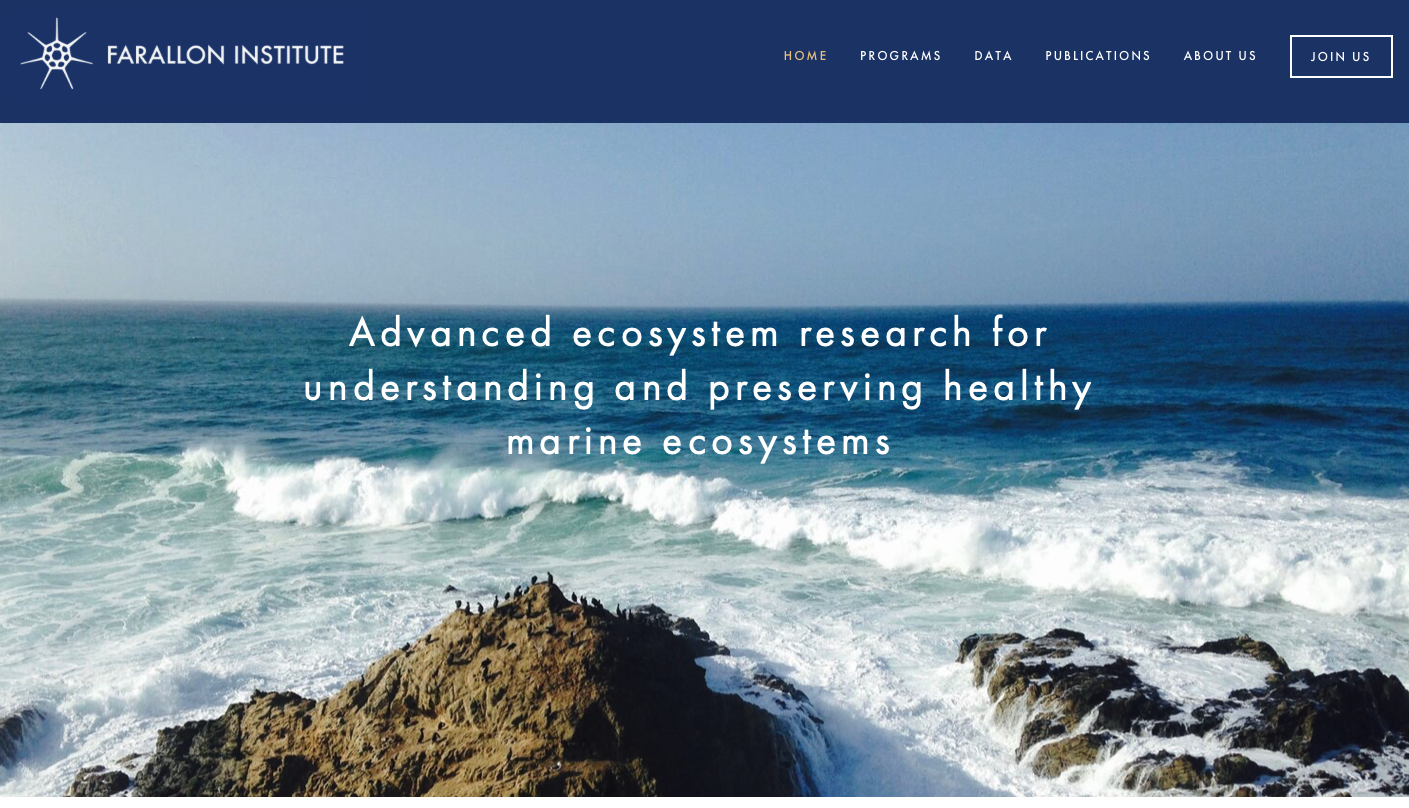 FARALLON INSTITUTE
HOME PROGRAMS DATA PUBLICATIONS ABOUT US JOIN US
Advanced ecosystem research for
understanding and preserving healthy
marine ecosystems